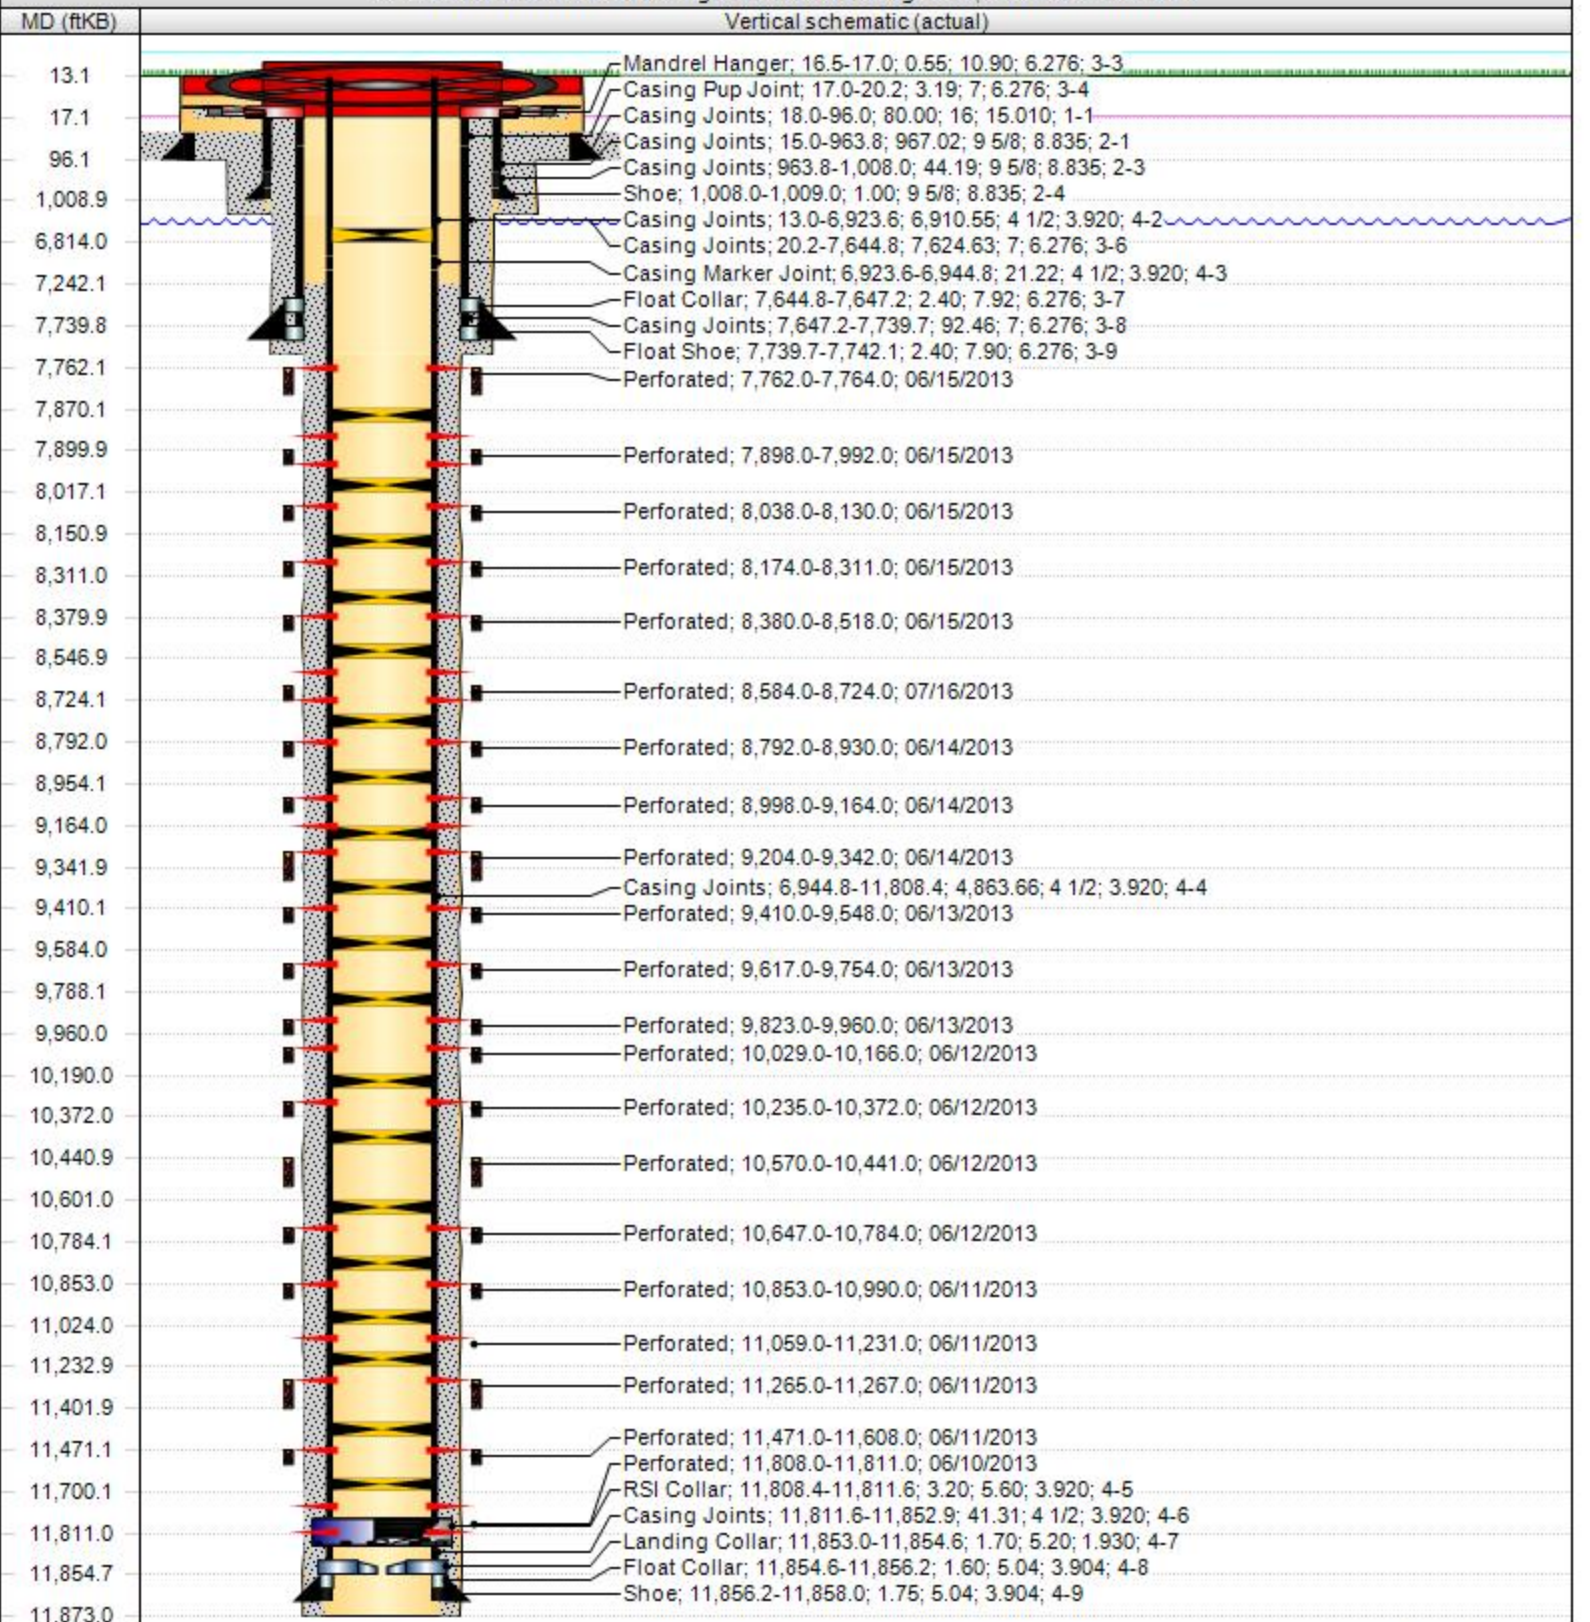 MD (ftKB)
Vertical schematic (actual)
13.1
17.1
96.1
1,008.9
6,814.0
7,242.1
7,739.8
7,762.1
7,870.1
7,899.9
8,017.1
8,150.9
8,311.0
8,379.9
8,546.9
8,724.1
8,792.0
8,954.1
9,164.0
9,341.9
9,410.1
9,584.0
9,788.1
9,960.0
10,190.0
10,372.0
10,440.9
10,601.0
10,784.1
10,853.0
11,024.0
11,232.9
11,401.9
11,471.1
11,700.1
11,811.0
11,854.7
11,873.0
Mandrel Hanger; 16.5-17.0; 0.55; 10.90; 6.276; 3-3
Casing Pup Joint; 17.0-20.2; 3.19; 7; 6.276; 3-4
Casing Joints; 18.0-96.0; 80.00; 16; 15.010; 1-1
Casing Joints; 15.0-963.8; 967.02; 9 5/8; 8.835; 2-1
Casing Joints; 963.8-1,008.0; 44.19; 9 5/8; 8.835; 2-3
Shoe; 1,008.0-1,009.0; 1.00; 9 5/8; 8.835; 2-4
Casing Joints; 13.0-6,923.6; 6,910.55; 4 1/2; 3.920; 4-2
Casing Joints; 20.2-7,644.8; 7,624.63; 7; 6.276; 3-6
Casing Marker Joint; 6,923.6-6,944.8; 21.22; 4 1/2; 3.920; 4-3
Float Collar; 7,644.8-7,647.2; 2.40; 7.92; 6.276; 3-7
Casing Joints; 7,647.2-7,739.7; 92.46; 7; 6.276; 3-8
Float Shoe; 7,739.7-7,742.1; 2.40; 7.90; 6.276; 3-9
Perforated; 7,762.0-7,764.0; 06/15/2013
Perforated; 7,898.0-7,992.0; 06/15/2013
Perforated; 8,038.0-8,130.0; 06/15/2013
Perforated; 8,174.0-8,311.0; 06/15/2013
Perforated; 8,380.0-8,518.0; 06/15/2013
Perforated; 8,584.0-8,724.0; 07/16/2013
Perforated; 8,792.0-8,930.0; 06/14/2013
Perforated; 8,998.0-9,164.0; 06/14/2013
Perforated; 9,204.0-9,342.0; 06/14/2013
Casing Joints; 6,944.8-11,808.4; 4,863.66; 4 1/2; 3.920; 4-4
Perforated; 9,410.0-9,548.0; 06/13/2013
Perforated; 9,617.0-9,754.0; 06/13/2013
Perforated; 9,823.0-9,960.0; 06/13/2013
Perforated; 10,029.0-10,166.0; 06/12/2013
Perforated; 10,235.0-10,372.0; 06/12/2013
Perforated; 10,570.0-10,441.0; 06/12/2013
Perforated; 10,647.0-10,784.0; 06/12/2013
Perforated; 10,853.0-10,990.0; 06/11/2013
Perforated; 11,059.0-11,231.0; 06/11/2013
Perforated; 11,265.0-11,267.0; 06/11/2013
Perforated; 11,471.0-11,608.0; 06/11/2013
Perforated; 11,808.0-11,811.0; 06/10/2013
RSI Collar; 11,808.4-11,811.6; 3.20; 5.60; 3.920; 4-5
Casing Joints; 11,811.6-11,852.9; 41.31; 4 1/2; 3.920; 4-6
Landing Collar; 11,853.0-11,854.6; 1.70; 5.20; 1.930; 4-7
Float Collar; 11,854.6-11,856.2; 1.60; 5.04; 3.904; 4-8
Shoe; 11,856.2-11,858.0; 1.75; 5.04; 3.904; 4-9